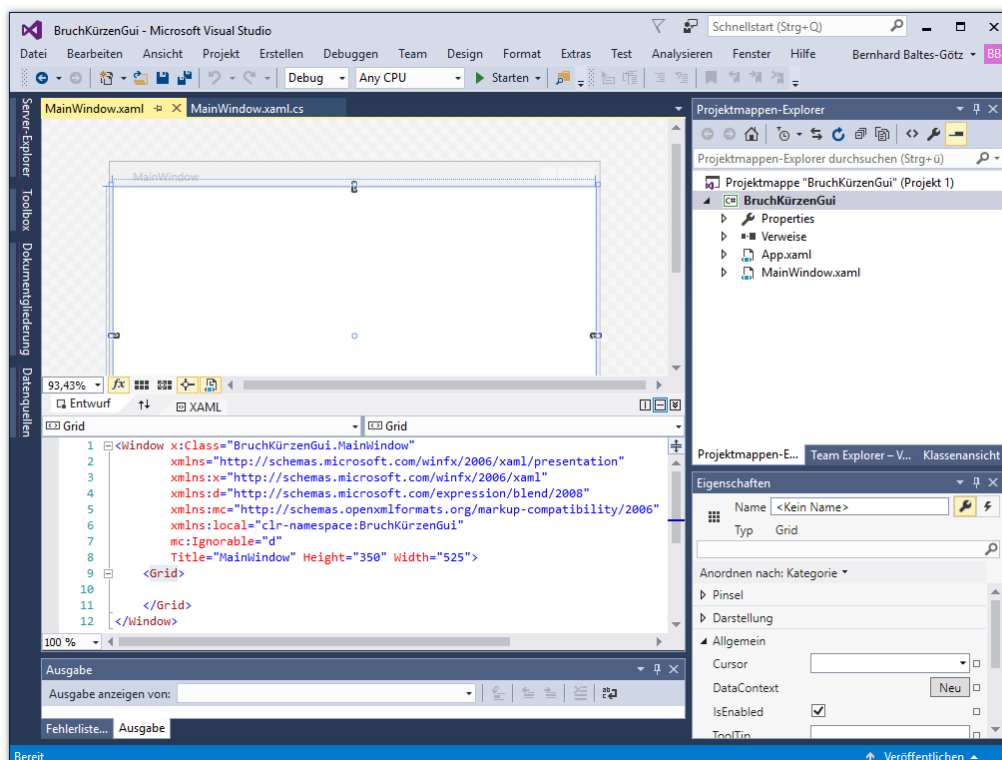 BruchKürzenGui - Microsoft Visual Studio
Schnellstart (Strg+Q)
Datei Bearbeiten Ansicht Projekt Erstellen Debuggen Team Design Format Extras Test Analysieren Fenster Hilfe Bernhard Baltes-Götz BB
Debug Any CPU Starten
Server-Explorer
Toolbox
Dokumentgliederung
Datenquellen
MainWindow.xaml MainWindow.xaml.cs
MainWindow
93,43% fx
Entwurf XAML
Grid Grid
1 <Window x:Class="BruchKürzenGui.MainWindow"
2 xmlns="http://schemas.microsoft.com/winfx/2006/xaml/presentation"
3 xmlns:x="http://schemas.microsoft.com/winfx/2006/xaml"
4 xmlns:d="http://schemas.microsoft.com/expression/blend/2008"
5 xmlns:mc="http://schemas.openxmlformats.org/markup-compatibility/2006"
6 xmlns:local="clr-namespace:BruchKürzenGui"
7 mc:Ignorable="d"
8 Title="MainWindow" Height="350" Width="525">
9 <Grid>
10
11 </Grid>
12 </Window>
100 %
Ausgabe
Ausgabe anzeigen von:
Fehlerliste... Ausgabe
Projektmappen-Explorer
Projektmappen-Explorer durchsuchen (Strg+ü)
Projektmappe "BruchKürzenGui" (Projekt 1)
C# BruchKürzenGui
Properties
Verweise
App.xaml
MainWindow.xaml
Projektmappen-E... Team Explorer – V... Klassenansicht
Eigenschaften
Name <Kein Name>
Typ Grid
Anordnen nach: Kategorie
Pinsel
Darstellung
Allgemein
Cursor
DataContext Neu
IsEnabled
ToolTip
Bereit Veröffentlichen